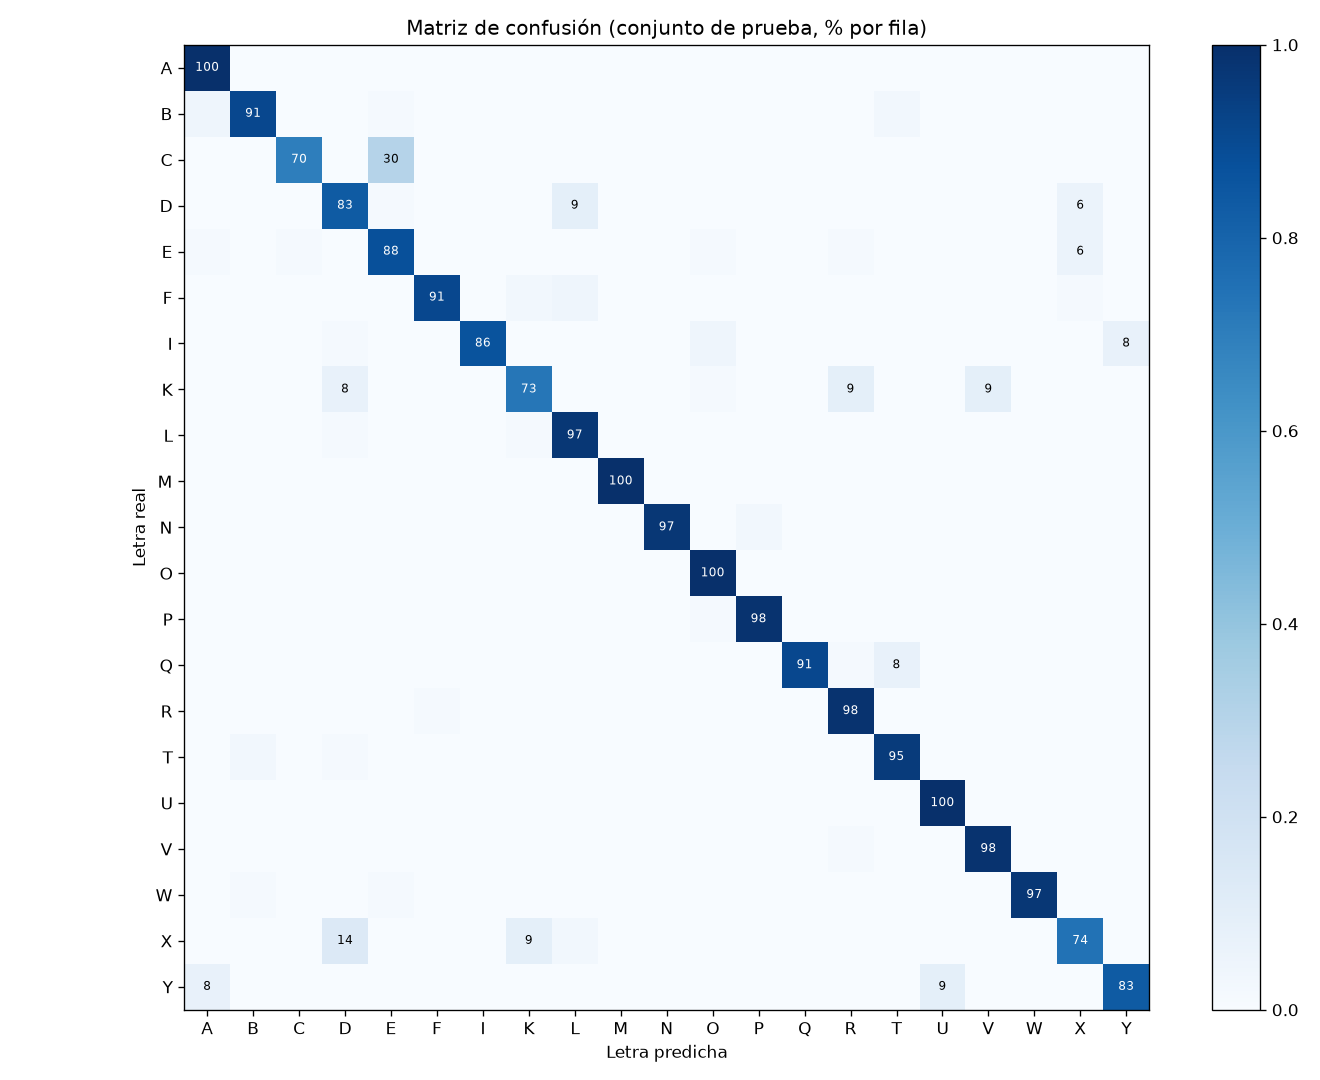 Matriz de confusión (conjunto de prueba, % por fila)
A 100
B 91
C 70 30
D 83 9 6
E 88 6
F 91
I 86 8
K 8 73 9 9
L 97
M 100
N 97
O 100
P 98
Q 91 8
R 98
T 95
U 100
V 98
W 97
X 14 9 74
Y 8 9 83
A B C D E F I K L M N O P Q R T U V W X Y
Letra predicha
Letra real
1.0
0.8
0.6
0.4
0.2
0.0